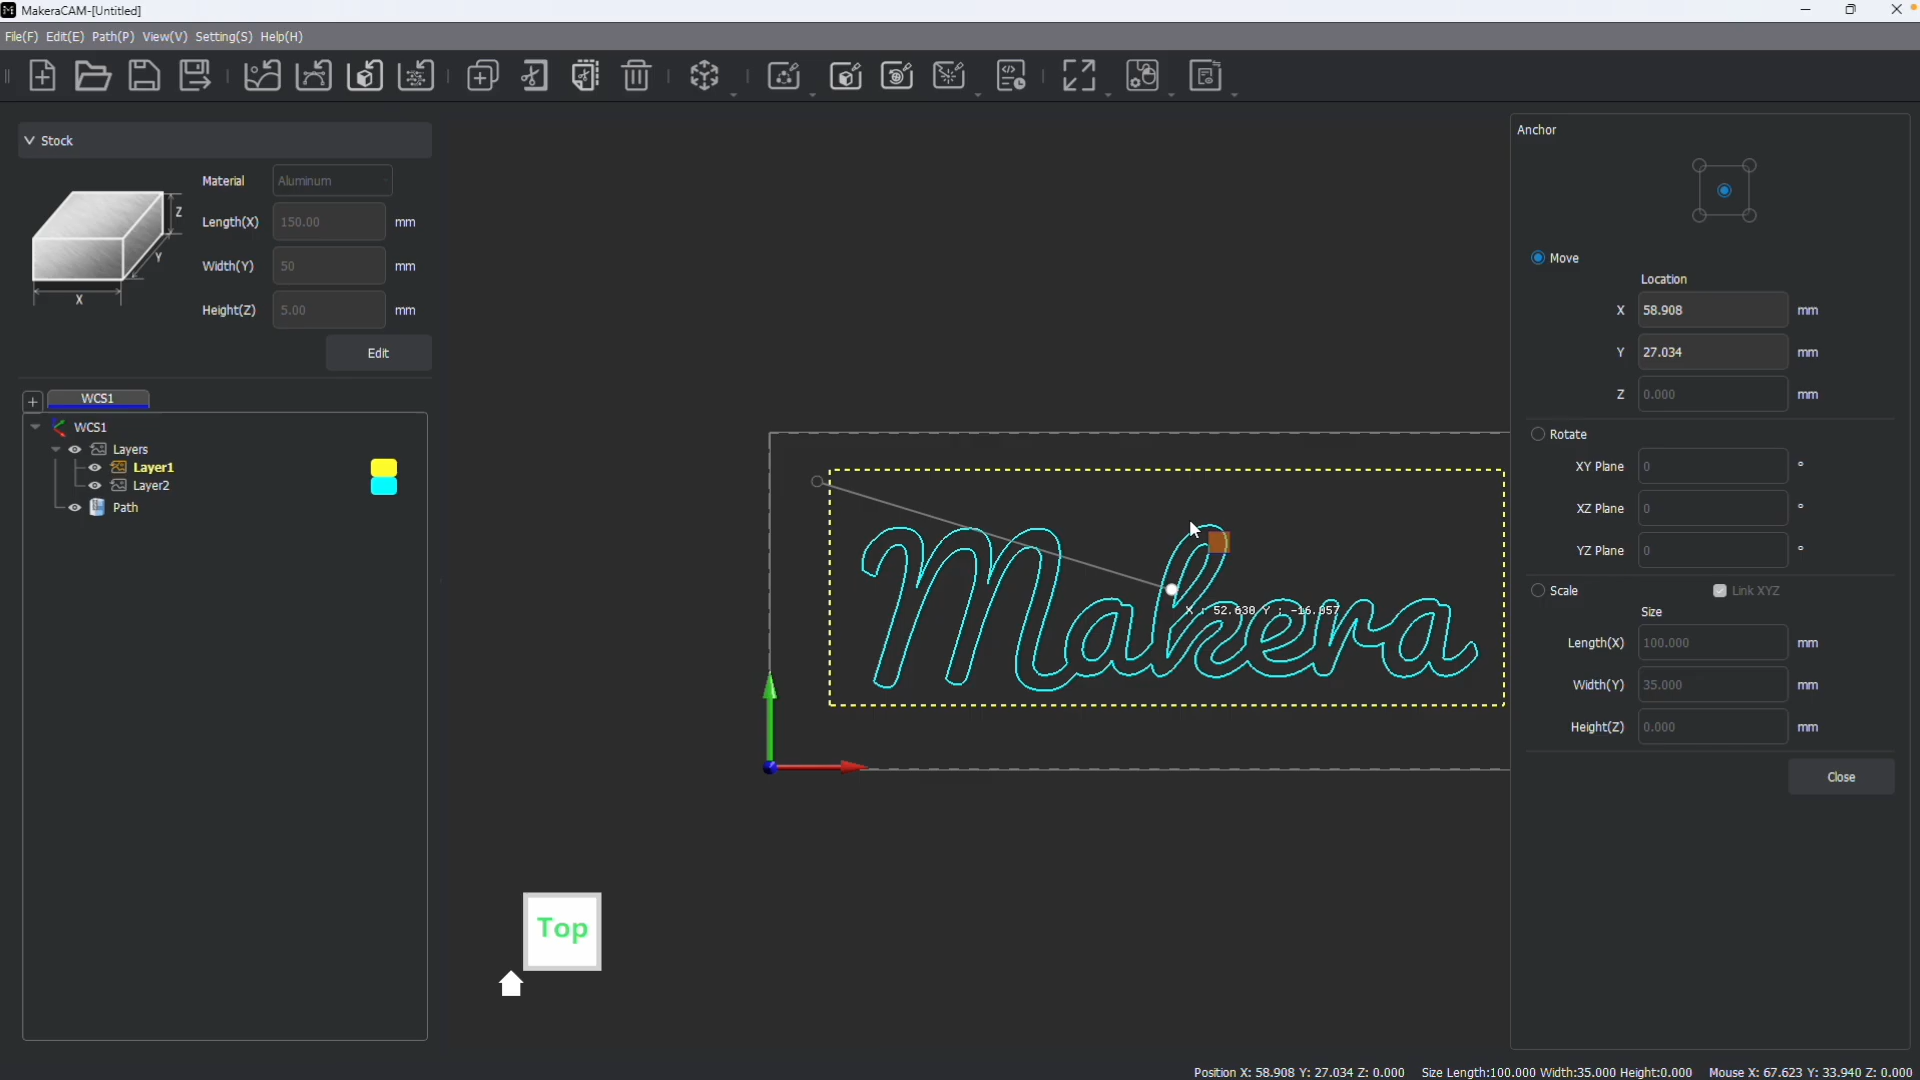 MakeraCAM-[Untitled]
File(F) Edit(E) Path(P) View(V) Setting(S) Help(H)
Stock
Material Aluminum
Length(X) 150.00 mm
Width(Y) 50 mm
Height(Z) 5.00 mm
Z
Y
X
Edit
+ WCS1
WCS1
Layers
Layer1
Layer2
Path
Makera
X : 52.630 Y : -16.857
Top
Anchor
Move
Location
X 58.908 mm
Y 27.034 mm
Z 0.000 mm
Rotate
XY Plane 0 °
XZ Plane 0 °
YZ Plane 0 °
Scale Link XYZ
Size
Length(X) 100.000 mm
Width(Y) 35.000 mm
Height(Z) 0.000 mm
Close
Position X: 58.908 Y: 27.034 Z: 0.000 Size Length:100.000 Width:35.000 Height:0.000 Mouse X: 67.623 Y: 33.940 Z: 0.000